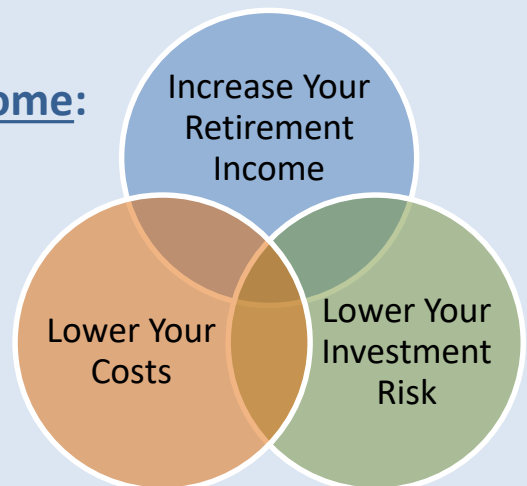 ome:
Increase Your
Retirement
Income
Lower Your
Costs
Lower Your
Investment
Risk